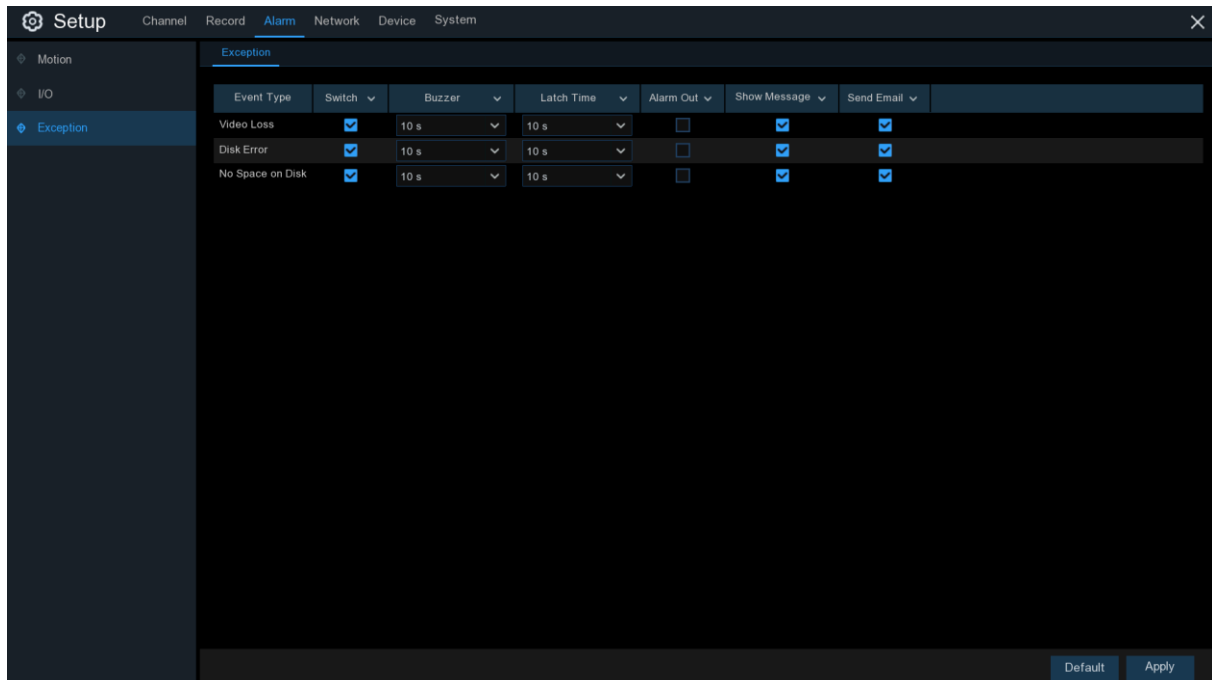 Setup Channel Record Alarm Network Device System
Motion
I/O
Exception
Exception
Event Type Switch Buzzer Latch Time Alarm Out Show Message Send Email
Video Loss 10 s 10 s
Disk Error 10 s 10 s
No Space on Disk 10 s 10 s
Default Apply